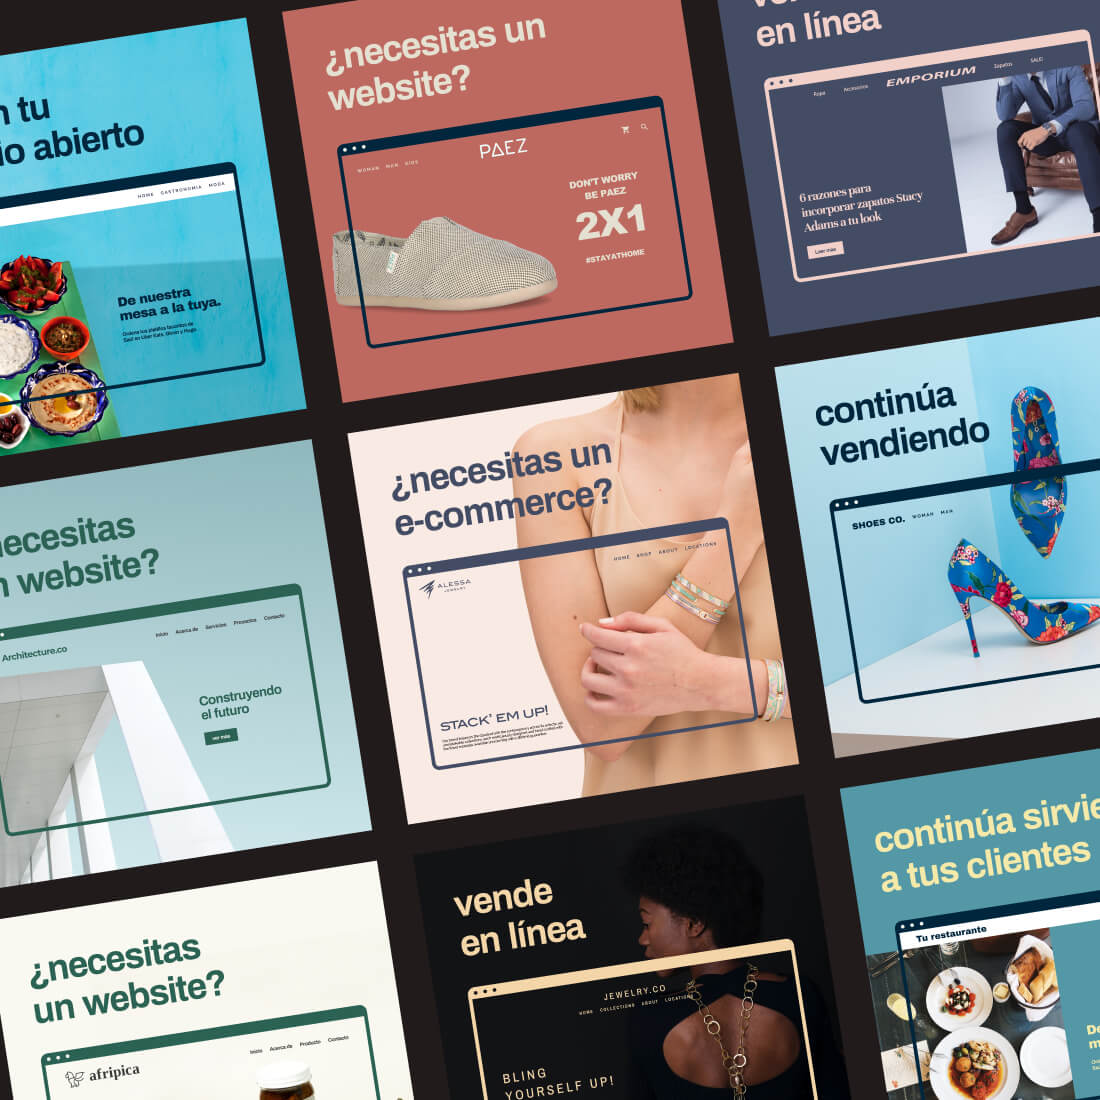 n tu
io abierto
HOME GASTRONOMIA MODA
De nuestra
mesa a la tuya.
¿necesitas un
website?
WOMAN MAN KIDS
PAEZ
DON'T WORRY
BE PAEZ
2X1
#STAYATHOME
en línea
Ropa Accesorios EMPORIUM Zapatos SALE!
6 razones para
incorporar zapatos Stacy
Adams a tu look
Leer más
necesitas
n website?
Architecture.co
Inicio Acerca de Servicios Proyectos Contacto
Construyendo
el futuro
ver más
¿necesitas un
e-commerce?
ALESSA
JEWELRY
HOME SHOP ABOUT LOCATIONS
STACK' EM UP!
continúa
vendiendo
SHOES CO. WOMAN MAN
¿necesitas
un website?
afripica
Inicio Acerca de Producto Contacto
vende
en línea
JEWELRY.CO
HOME COLLECTIONS ABOUT LOCATIONS
BLING
YOURSELF UP!
continúa sirvie
a tus clientes
Tu restaurante